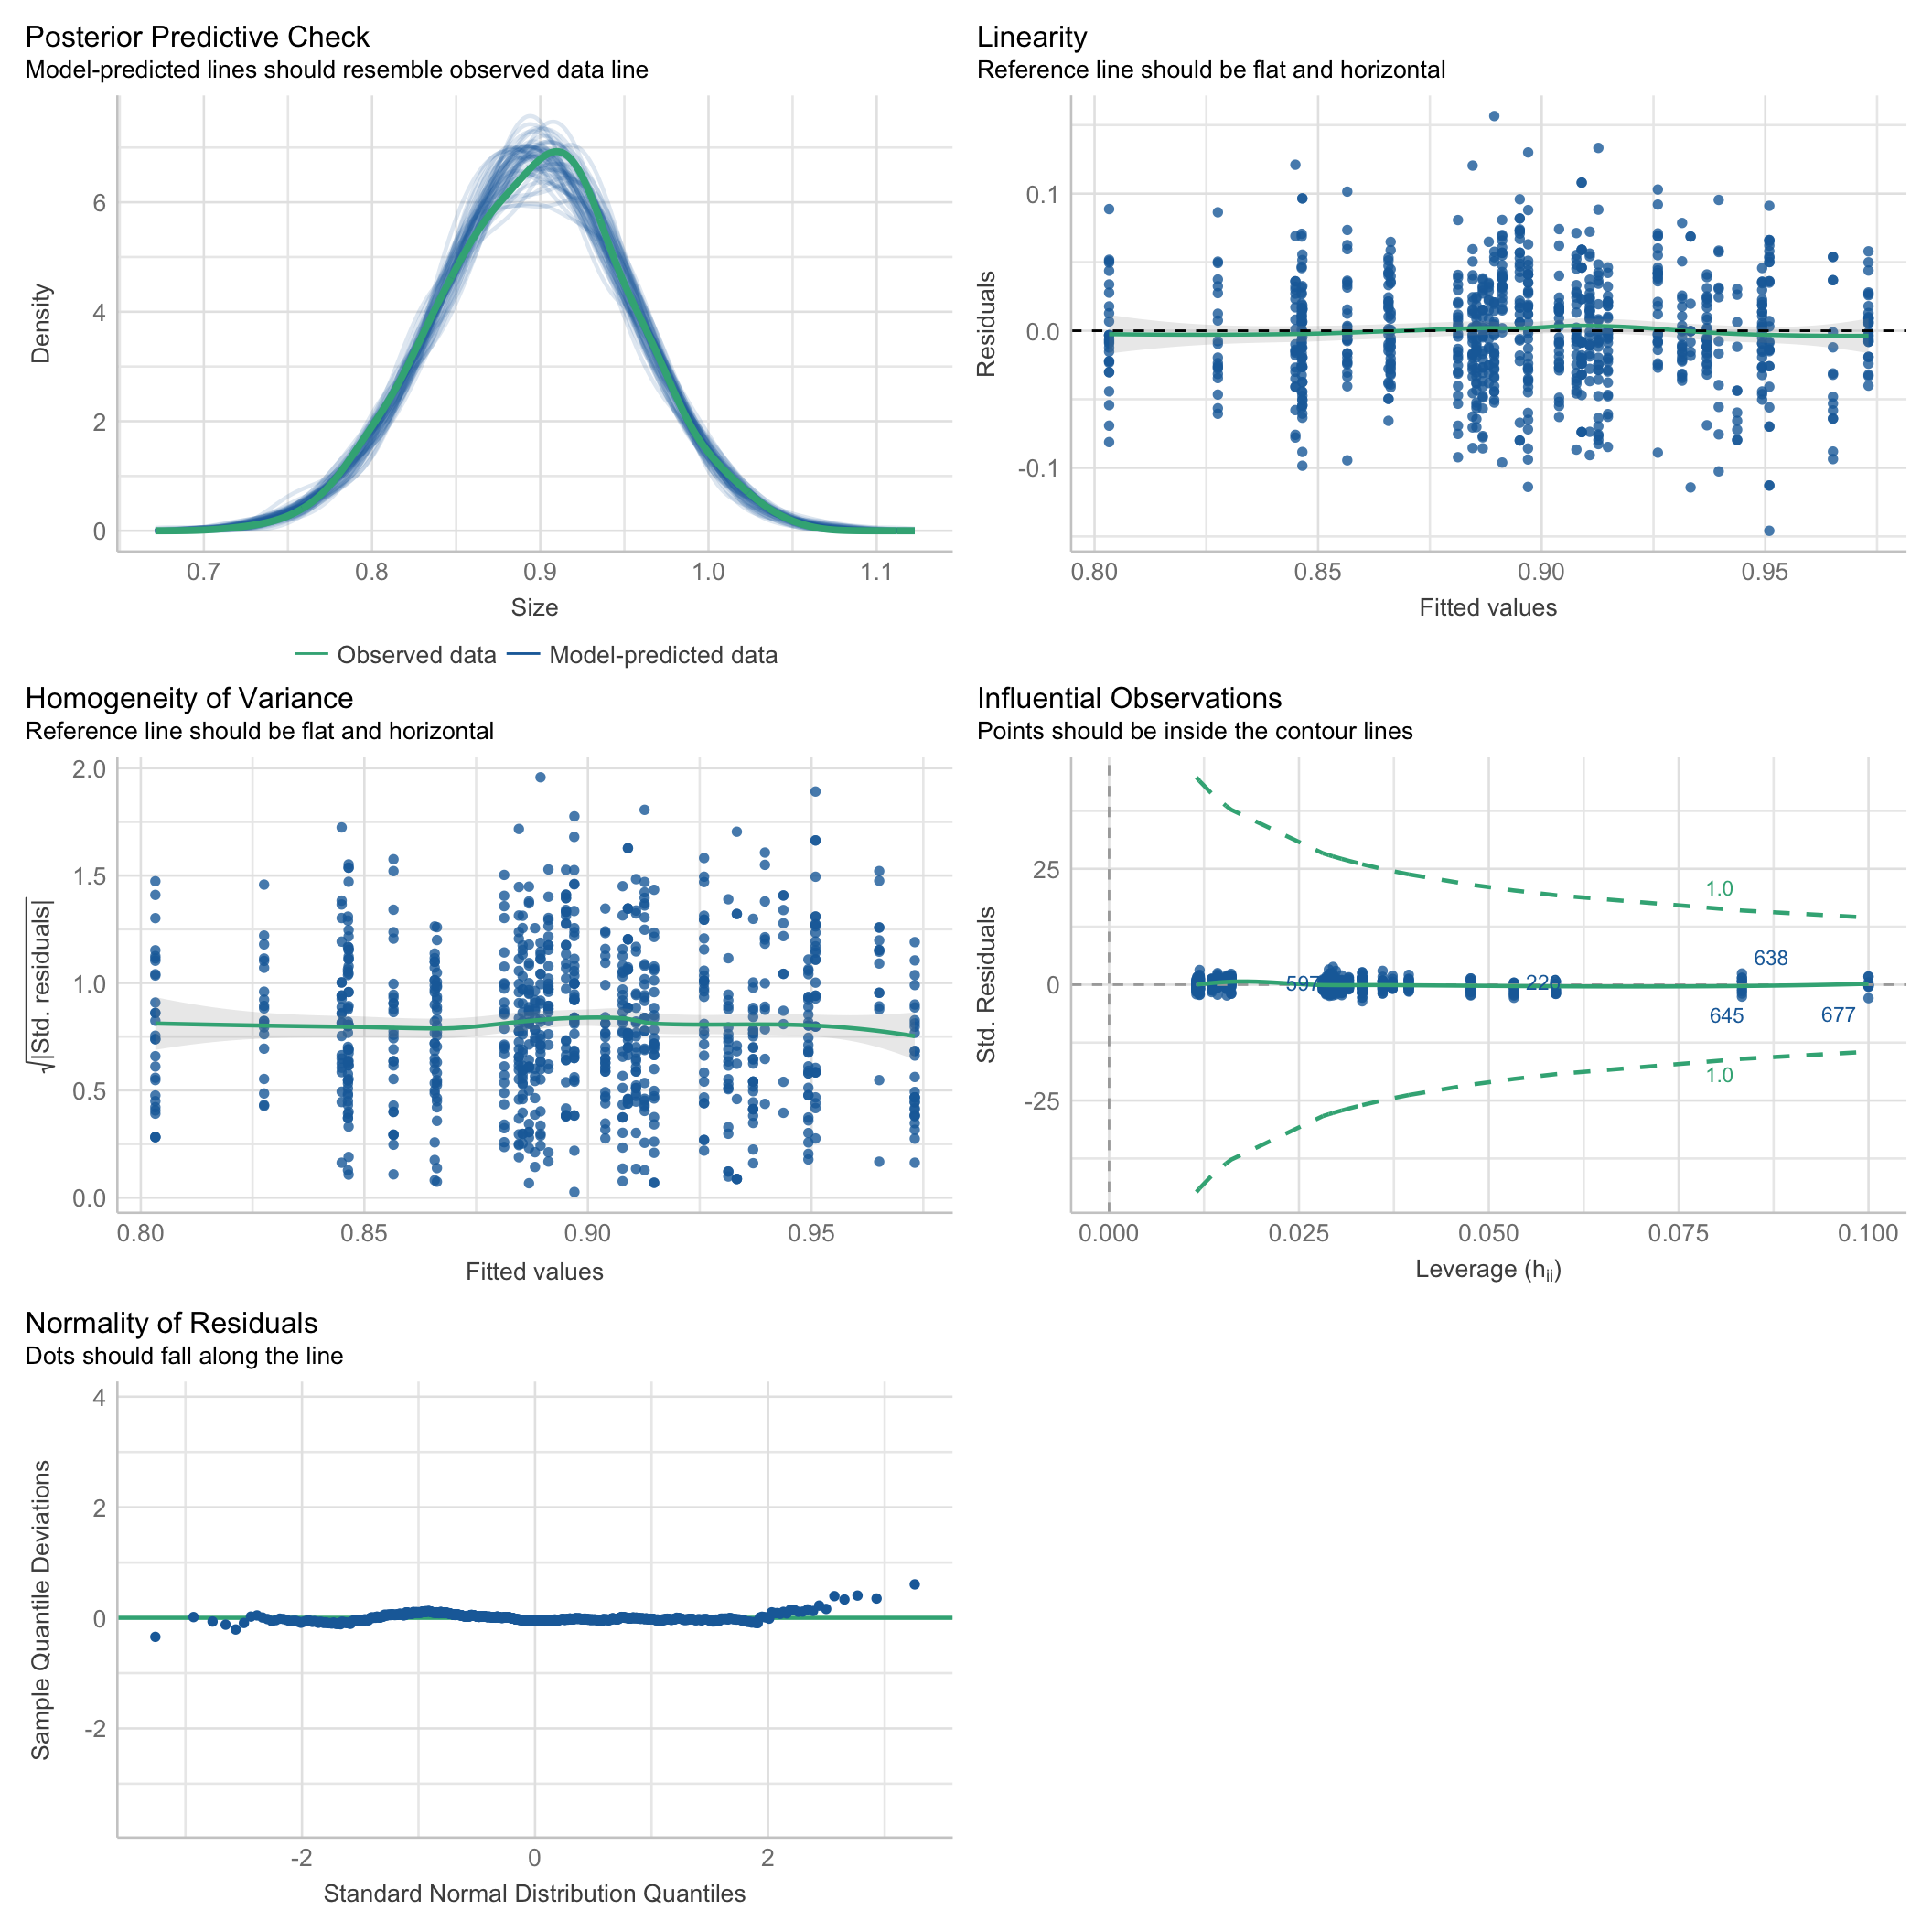 Posterior Predictive Check
Model-predicted lines should resemble observed data line
Density
6
4
2
0
0.7 0.8 0.9 1.0 1.1
Size
Observed data Model-predicted data
Linearity
Reference line should be flat and horizontal
Residuals
0.1
0.0
-0.1
0.80 0.85 0.90 0.95
Fitted values
Homogeneity of Variance
Reference line should be flat and horizontal
√|Std. residuals|
2.0
1.5
1.0
0.5
0.0
0.80 0.85 0.90 0.95
Fitted values
Influential Observations
Points should be inside the contour lines
Std. Residuals
25
0
-25
1.0
638
597
220
645
677
1.0
0.000 0.025 0.050 0.075 0.100
Leverage (hii)
Normality of Residuals
Dots should fall along the line
Sample Quantile Deviations
4
2
0
-2
-2 0 2
Standard Normal Distribution Quantiles